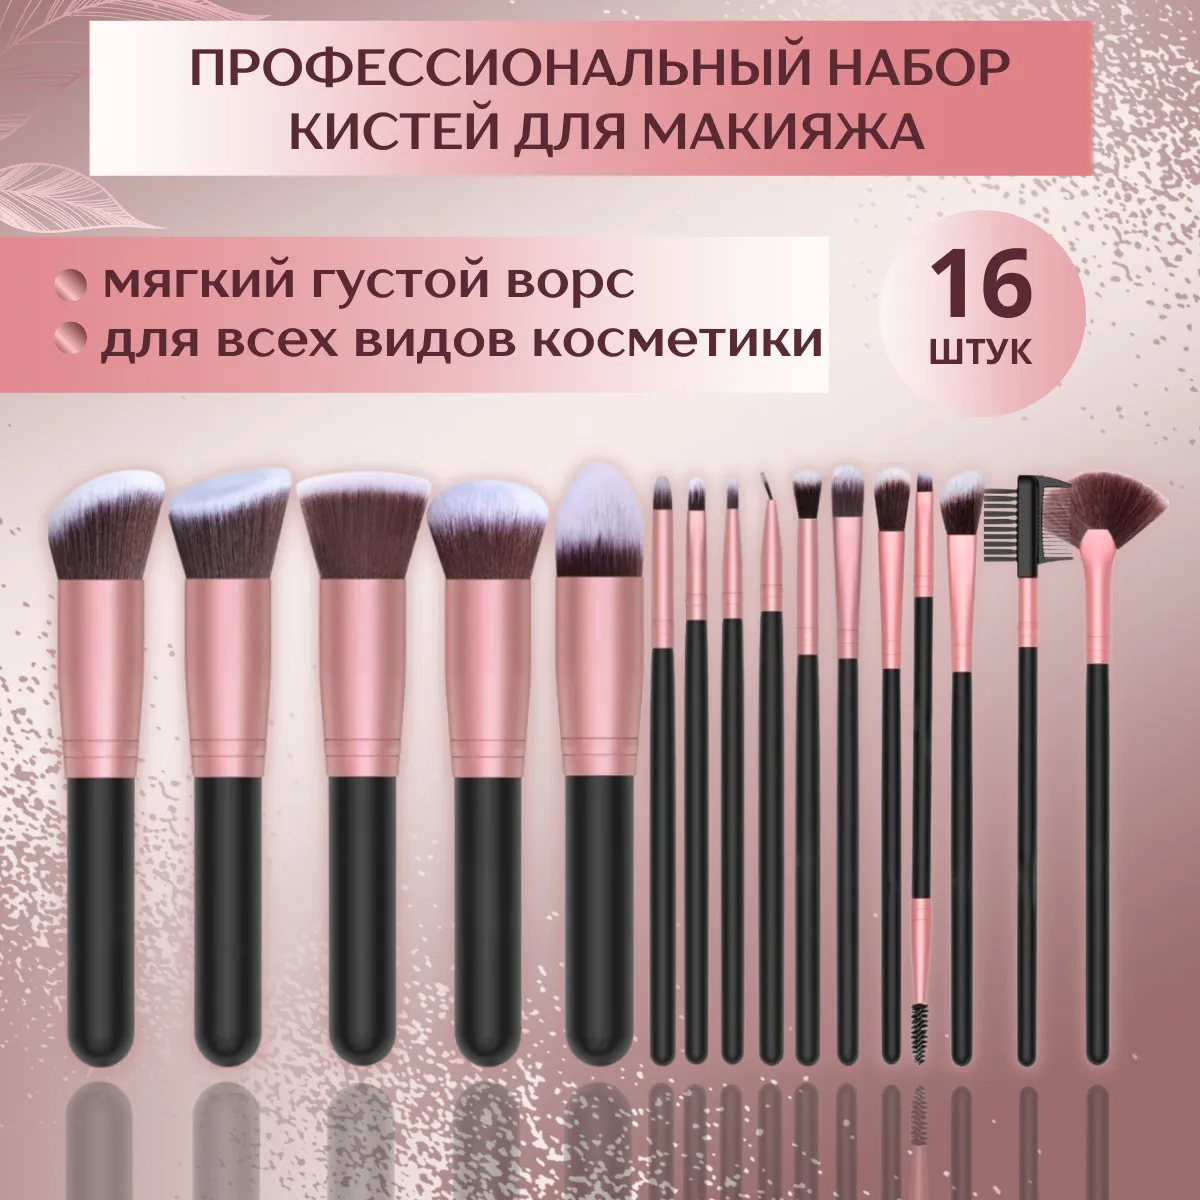 ПРОФЕССИОНАЛЬНЫЙ НАБОР
КИСТЕЙ ДЛЯ МАКИЯЖА
мягкий густой ворс
для всех видов косметики
16
ШТУК